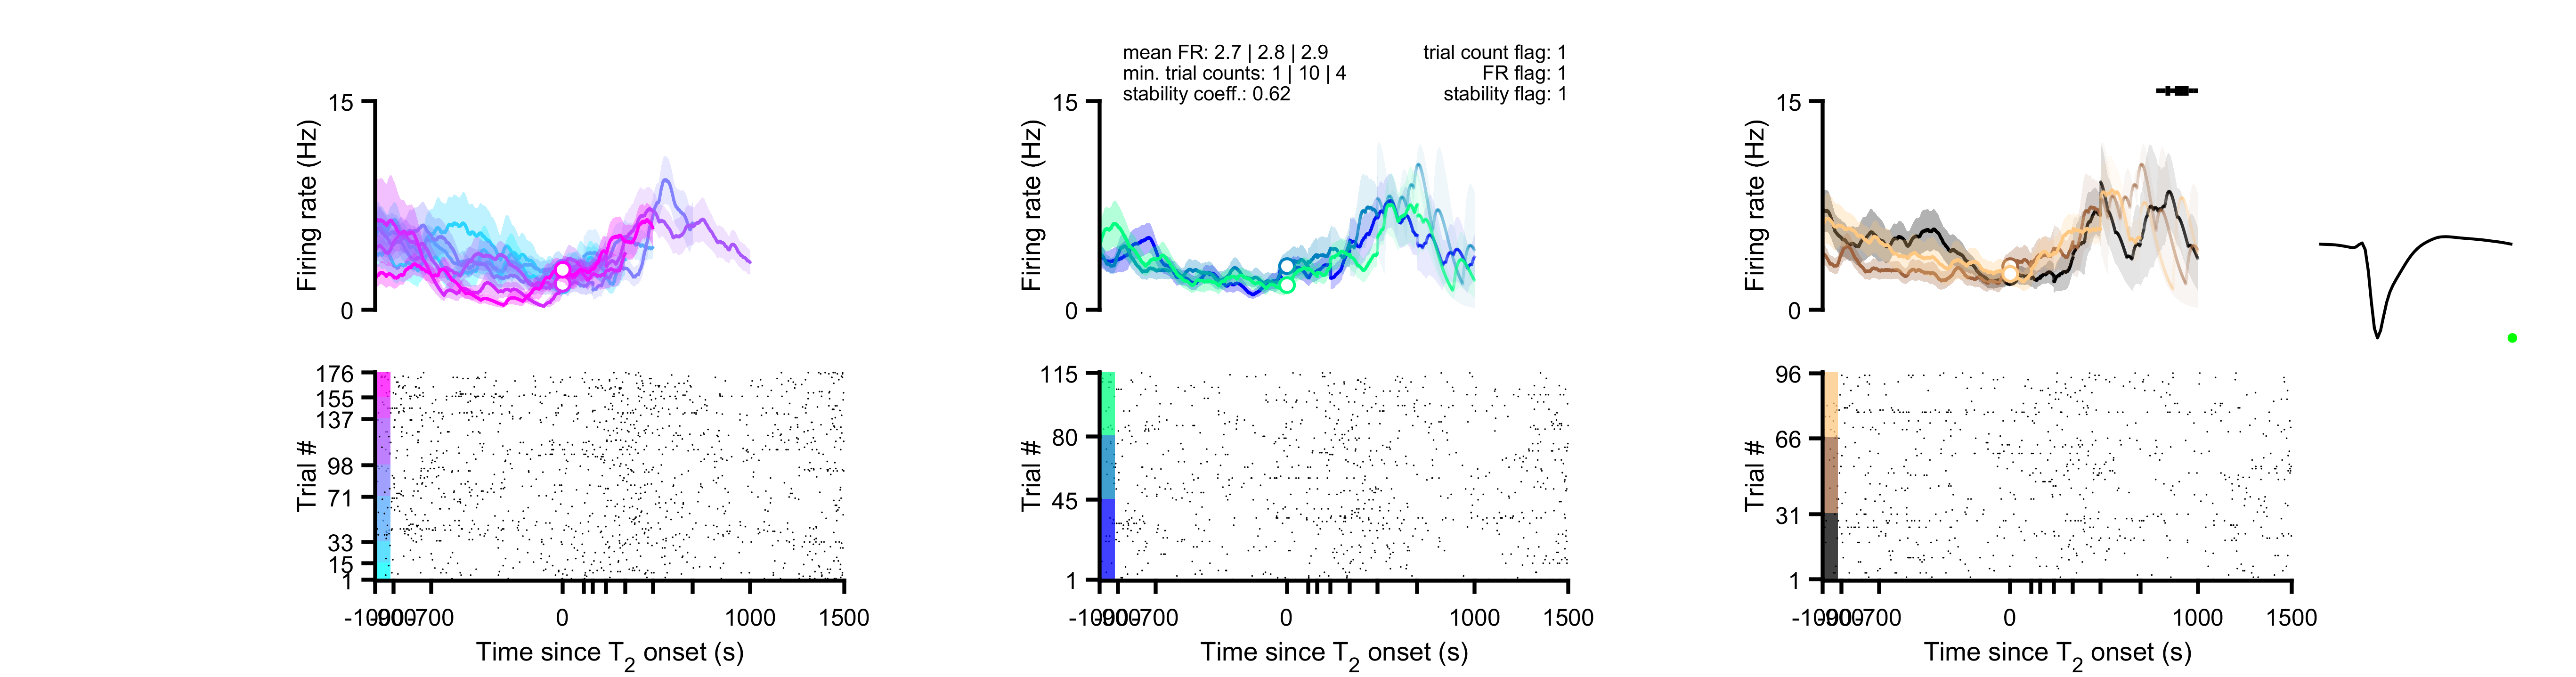 mean FR: 2.7 | 2.8 | 2.9
min. trial counts: 1 | 10 | 4
stability coeff.: 0.62
trial count flag: 1
FR flag: 1
stability flag: 1
15
Firing rate (Hz)
0
15
Firing rate (Hz)
0
15
Firing rate (Hz)
0
176
155
137
98
71
33
15
1
Trial #
0
1000
1500
Time since T2 onset (s)
115
80
45
1
Trial #
0
1000
1500
Time since T2 onset (s)
96
66
31
1
Trial #
0
1000
1500
Time since T2 onset (s)